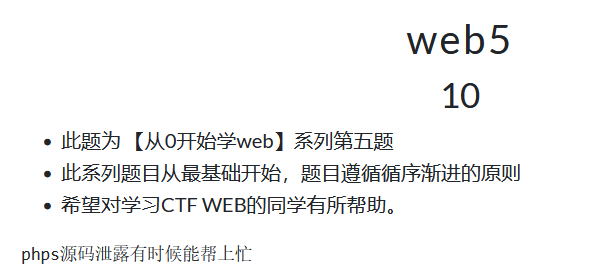 web5
10
此题为 【从0开始学web】系列第五题
此系列题目从最基础开始，题目遵循循序渐进的原则
希望对学习CTF WEB的同学有所帮助。
phps源码泄露有时候能帮上忙